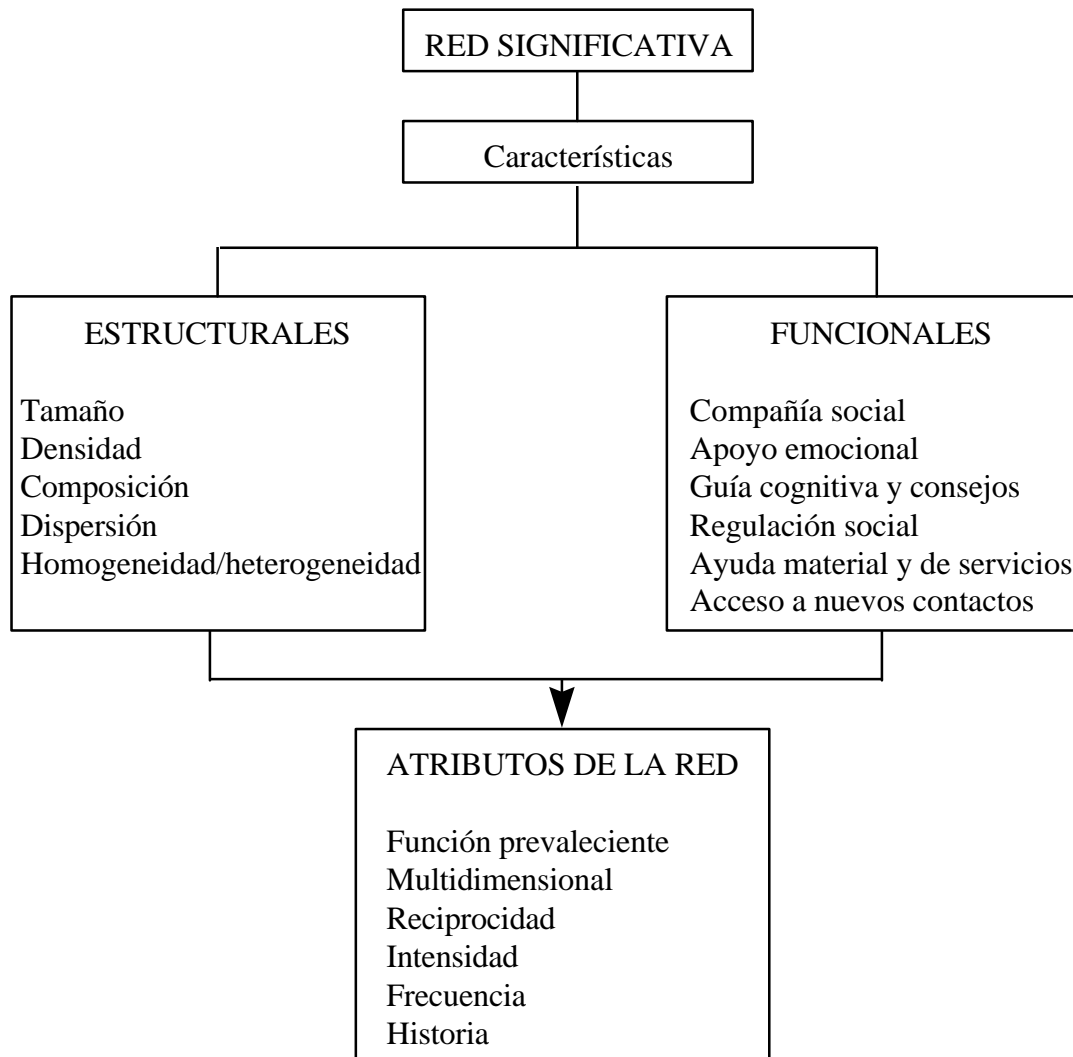 RED SIGNIFICATIVA
Característícas
ESTRUCTURALES
Tamaño
Densidad
Composición
Dispersión
Homogeneidad/heterogeneidad
FUNCIONALES
Compañía social
Apoyo emocional
Guía cognitiva y consejos
Regulación social
Ayuda material y de servicios
Acceso a nuevos contactos
ATRIBUTOS DE LA RED
Función prevaleciente
Multidimensional
Reciprocidad
Intensidad
Frecuencia
Historia